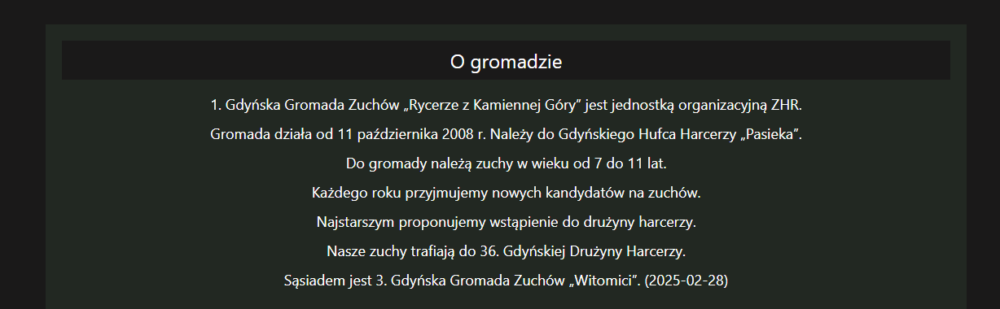 O gromadzie
1. Gdyńska Gromada Zuchów „Rycerze z Kamiennej Góry” jest jednostką organizacyjną ZHR.
Gromada działa od 11 października 2008 r. Należy do Gdyńskiego Hufca Harcerzy „Pasieka”.
Do gromady należą zuchy w wieku od 7 do 11 lat.
Każdego roku przyjmujemy nowych kandydatów na zuchów.
Najstarszym proponujemy wstąpienie do drużyny harcerzy.
Nasze zuchy trafiają do 36. Gdyńskiej Drużyny Harcerzy.
Sąsiadem jest 3. Gdyńska Gromada Zuchów „Witomici”. (2025-02-28)